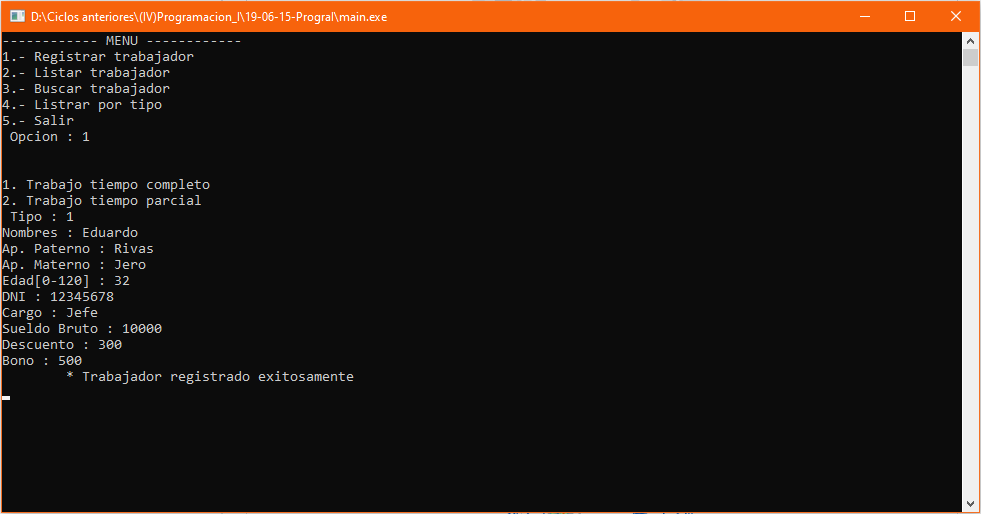 D:\Ciclos anteriores\(IV)Programacion_I\19-06-15-PrograI\main.exe
------------ MENU ------------
1.- Registrar trabajador
2.- Listar trabajador
3.- Buscar trabajador
4.- Listrar por tipo
5.- Salir
Opcion : 1
1. Trabajo tiempo completo
2. Trabajo tiempo parcial
Tipo : 1
Nombres : Eduardo
Ap. Paterno : Rivas
Ap. Materno : Jero
Edad[0-120] : 32
DNI : 12345678
Cargo : Jefe
Sueldo Bruto : 10000
Descuento : 300
Bono : 500
* Trabajador registrado exitosamente